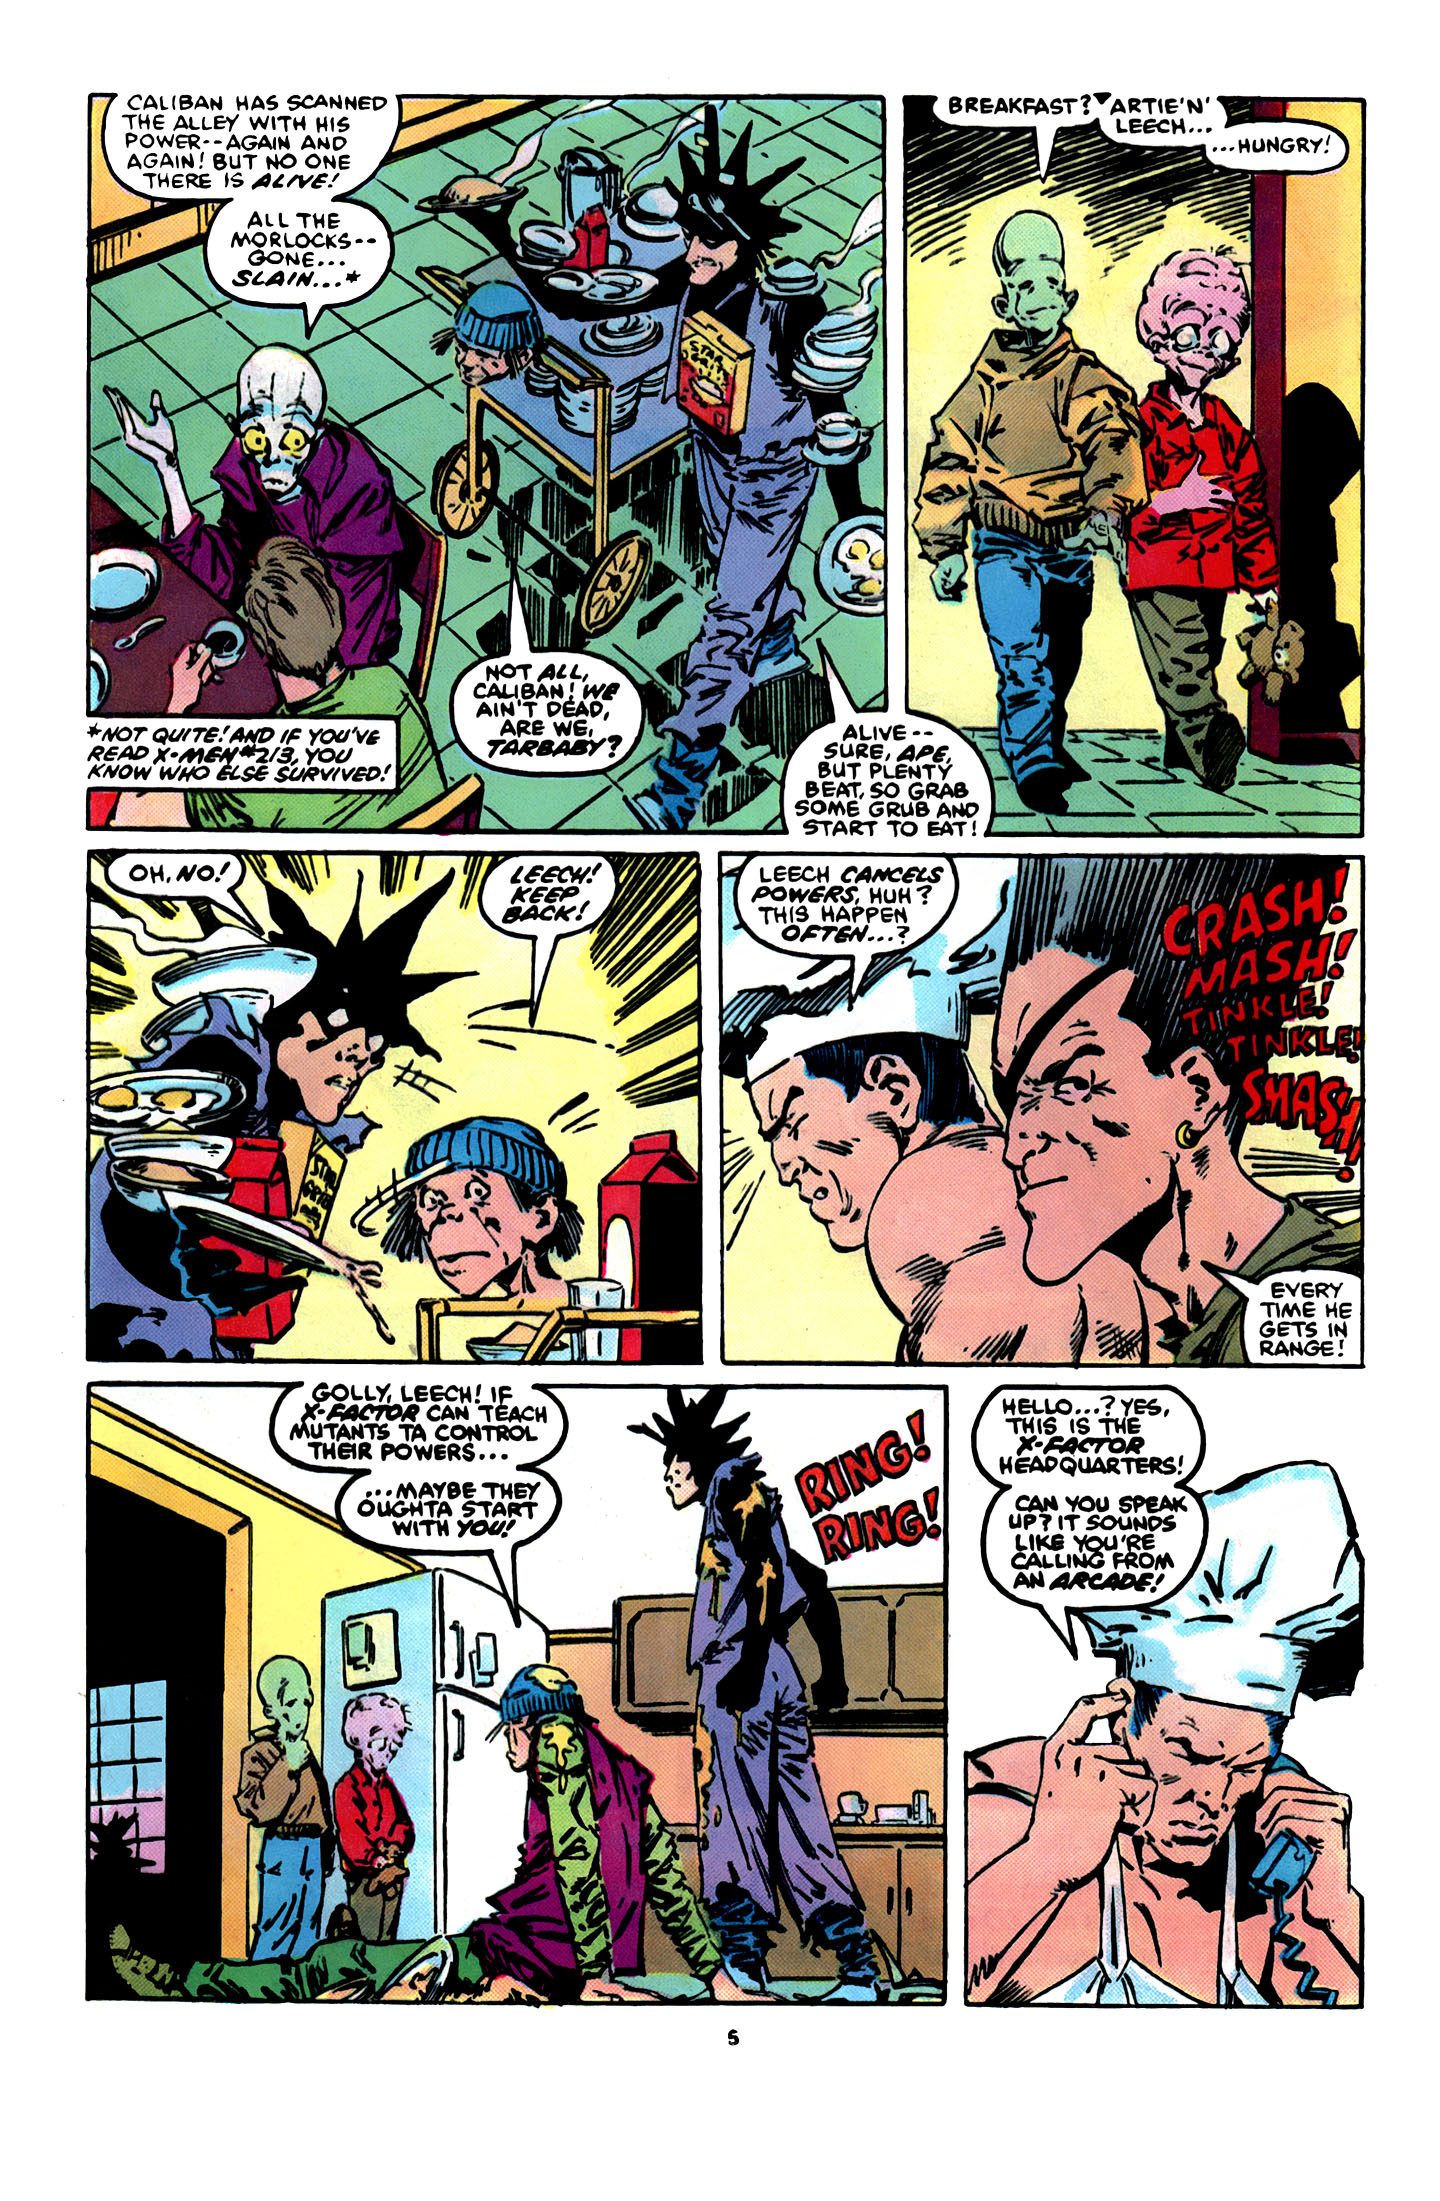 CALIBAN HAS SCANNED
THE ALLEY WITH HIS
POWER--AGAIN AND
AGAIN! BUT NO ONE
THERE IS ALIVE!
ALL THE
MORLOCKS--
GONE...
SLAIN...*
*NOT QUITE! AND IF YOU'VE
READ X-MEN #213, YOU
KNOW WHO ELSE SURVIVED!
NOT ALL,
CALIBAN! WE
AIN'T DEAD,
ARE WE,
TARBABY?
ALIVE--
SURE, APE,
BUT PLENTY
BEAT, SO GRAB
SOME GRUB AND
START TO EAT!
BREAKFAST?
ARTIE 'N'
LEECH...
...HUNGRY!
OH, NO!
LEECH!
KEEP
BACK!
LEECH CANCELS
POWERS, HUH?
THIS HAPPEN
OFTEN...?
CRASH!
MASH!
TINKLE!
TINKLE!
SMASH!
EVERY
TIME HE
GETS IN
RANGE!
GOLLY, LEECH! IF
X-FACTOR CAN TEACH
MUTANTS TA CONTROL
THEIR POWERS...
...MAYBE THEY
OUGHTA START
WITH YOU!
RING!
RING!
HELLO...? YES,
THIS IS THE
X-FACTOR
HEADQUARTERS!
CAN YOU SPEAK
UP? IT SOUNDS
LIKE YOU'RE
CALLING FROM
AN ARCADE!
5